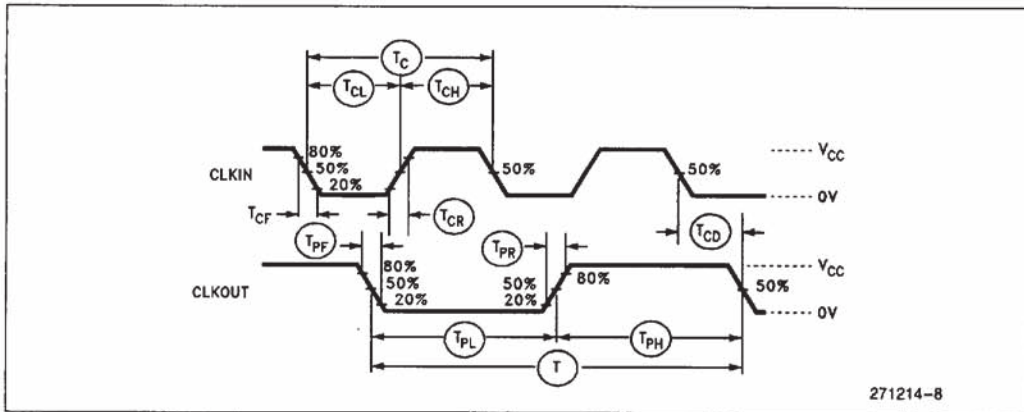 TC
TCL TCH
80%
50%
20%
50%
50%
VCC
0V
CLKIN
TCF
TCR
TCD
TPF
TPR
80%
50%
20%
50%
20%
80%
50%
VCC
0V
CLKOUT
TPL
TPH
T
271214-8